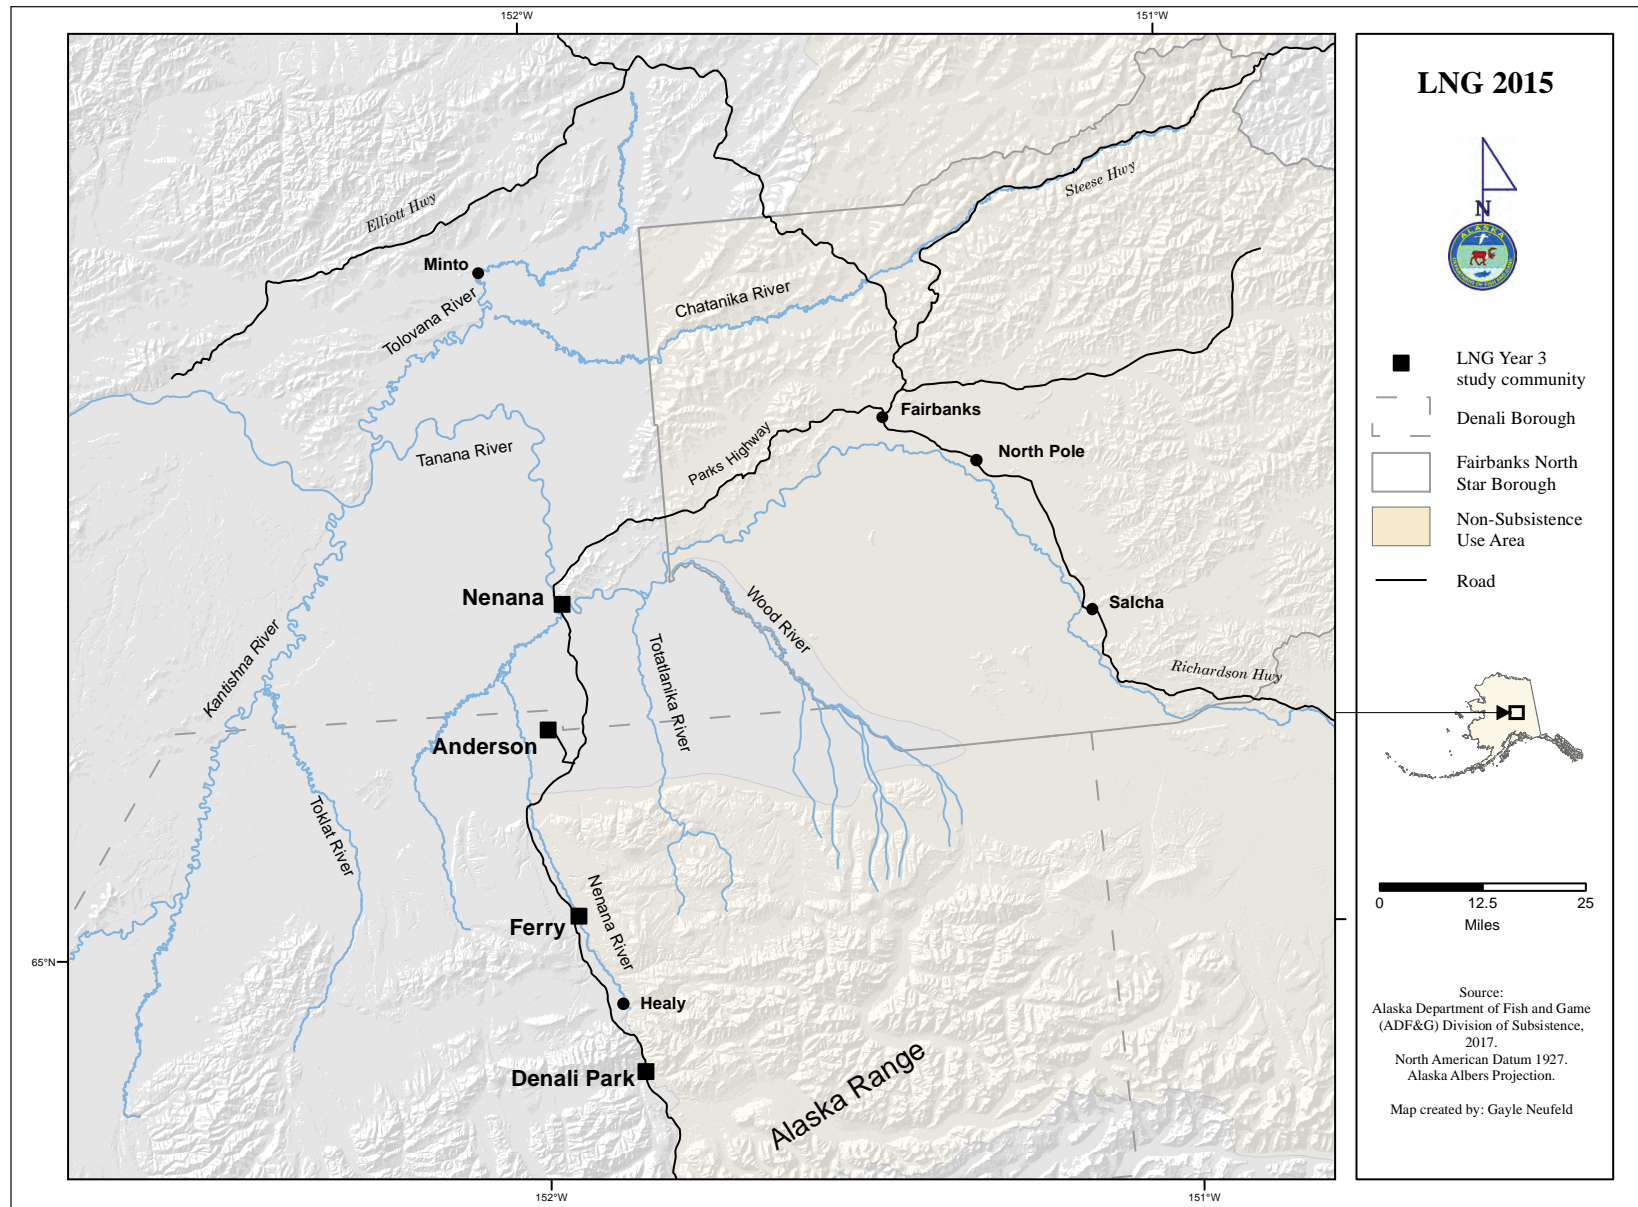 152°W
151°W
Elliott Hwy
Steese Hwy
Minto
Tolovana River
Chatanika River
Fairbanks
Parks Highway
North Pole
Tanana River
Nenana
Wood River
Salcha
Kantishna River
Totatlanika River
Richardson Hwy
Anderson
Toklat River
Nenana River
Ferry
65°N
Healy
Denali Park
Alaska Range
152°W
151°W
LNG 2015
N
ALASKA
LNG Year 3
study community
Denali Borough
Fairbanks North
Star Borough
Non-Subsistence
Use Area
Road
0
12.5
25
Miles
Source:
Alaska Department of Fish and Game
(ADF&G) Division of Subsistence,
2017.
North American Datum 1927.
Alaska Albers Projection.
Map created by: Gayle Neufeld